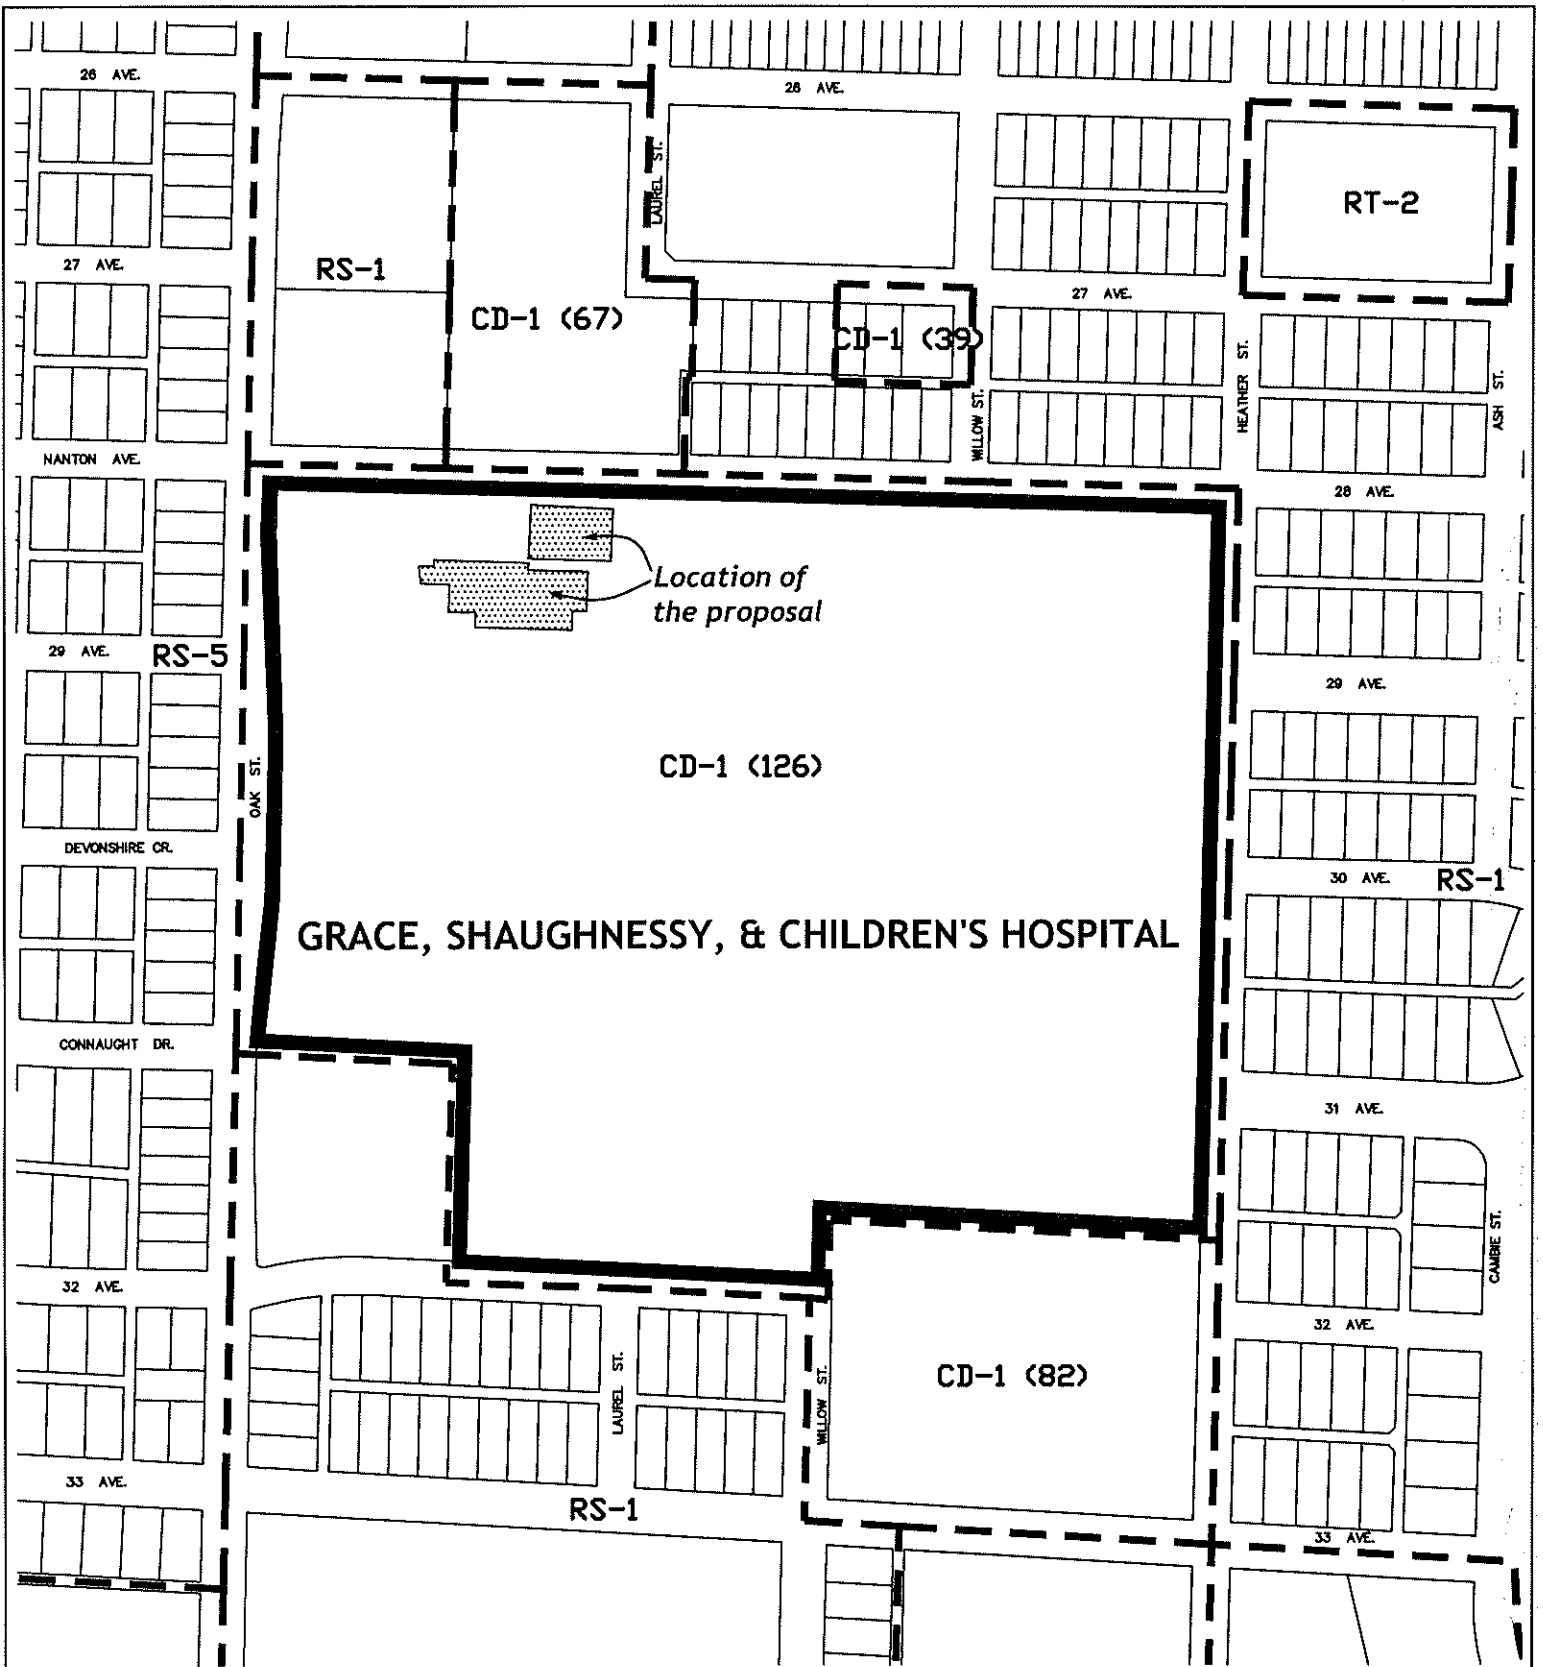 26 AVE.
26 AVE.
LAUREL ST.
RT-2
27 AVE.
RS-1
27 AVE.
CD-1 (67)
CD-1 (39)
HEATHER ST.
ASH ST.
WILLOW ST.
NANTON AVE.
28 AVE.
Location of
the proposal
29 AVE.
RS-5
29 AVE.
OAK ST.
CD-1 (126)
DEVONSHIRE CR.
30 AVE.
RS-1
GRACE, SHAUGHNESSY, & CHILDREN'S HOSPITAL
CONNAUGHT DR.
31 AVE.
CAMBIE ST.
32 AVE.
32 AVE.
LAUREL ST.
WILLOW ST.
CD-1 (82)
33 AVE.
RS-1
33 AVE.